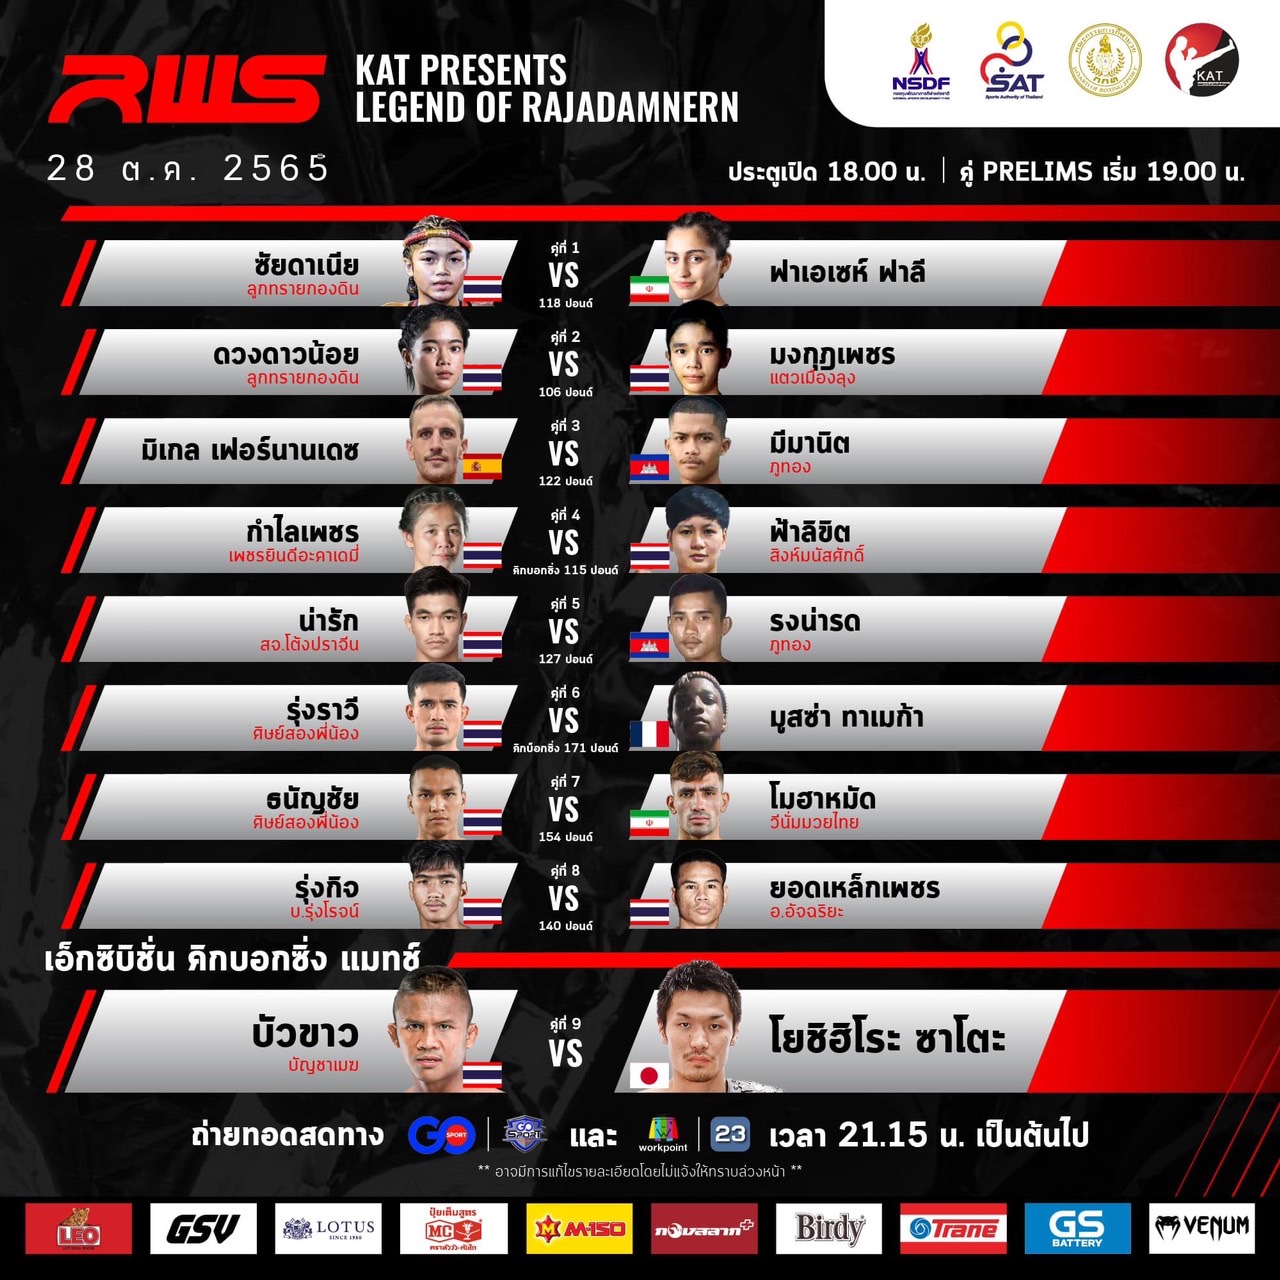 RWS
KAT PRESENTS
LEGEND OF RAJADAMNERN
NSDF
SAT
Sports Authority of Thailand
KAT
28 ต.ค. 2565
ประตูเปิด 18.00 น. | คู่ PRELIMS เริ่ม 19.00 น.
ซัยดาเนีย
ลูกทรายกองดิน
คู่ที่ 1
VS
118 ปอนด์
ฟาเอเซห์ ฟาลี
ดวงดาวน้อย
ลูกทรายกองดิน
คู่ที่ 2
VS
106 ปอนด์
มงกุฎเพชร
แตวเมืองลุง
มิเกล เฟอร์นานเดซ
คู่ที่ 3
VS
122 ปอนด์
มีมานิต
ภูทอง
กำไลเพชร
เพชรยินดีอะคาเดมี่
คู่ที่ 4
VS
คิกบอกซิ่ง 115 ปอนด์
ฟ้าลิขิต
สิงห์มนัสศักดิ์
น่ารัก
สจ.โต้งปราจีน
คู่ที่ 5
VS
127 ปอนด์
รงน่ารด
ภูทอง
รุ่งราวี
ศิษย์สองพี่น้อง
คู่ที่ 6
VS
คิกบ๊อกซิ่ง 171 ปอนด์
มูสซ่า ทาเมก้า
ธนัญชัย
ศิษย์สองพี่น้อง
คู่ที่ 7
VS
154 ปอนด์
โมฮาหมัด
วีนั่มมวยไทย
รุ่งกิจ
บ.รุ่งโรจน์
คู่ที่ 8
VS
140 ปอนด์
ยอดเหล็กเพชร
อ.อัจฉริยะ
เอ็กซิบิชั่น คิกบอกซิ่ง แมทช์
บัวขาว
บัญชาเมฆ
คู่ที่ 9
VS
โยชิฮิโระ ซาโตะ
ถ่ายทอดสดทาง GO SPORT | GO SPORT และ workpoint | 23 เวลา 21.15 น. เป็นต้นไป
** อาจมีการแก้ไขรายละเอียดโดยไม่แจ้งให้ทราบล่วงหน้า **
LEO
GSV
LOTUS
SINCE 1980
ปุ๋ยเต็มสูตร
MC
ตราหัววัว-คันไถ
M-150
กวงสลาก
Birdy
TRANE
GS
BATTERY
VENUM